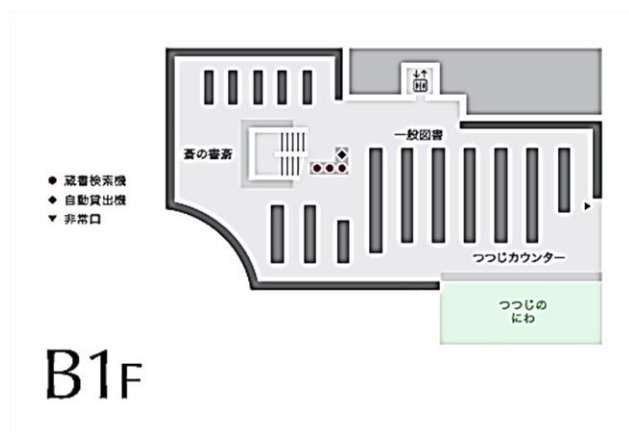 一般図書
蒼の書斎
● 蔵書検索機
◆ 自動貸出機
▼ 非常口
つつじカウンター
つつじの
にわ
B1F